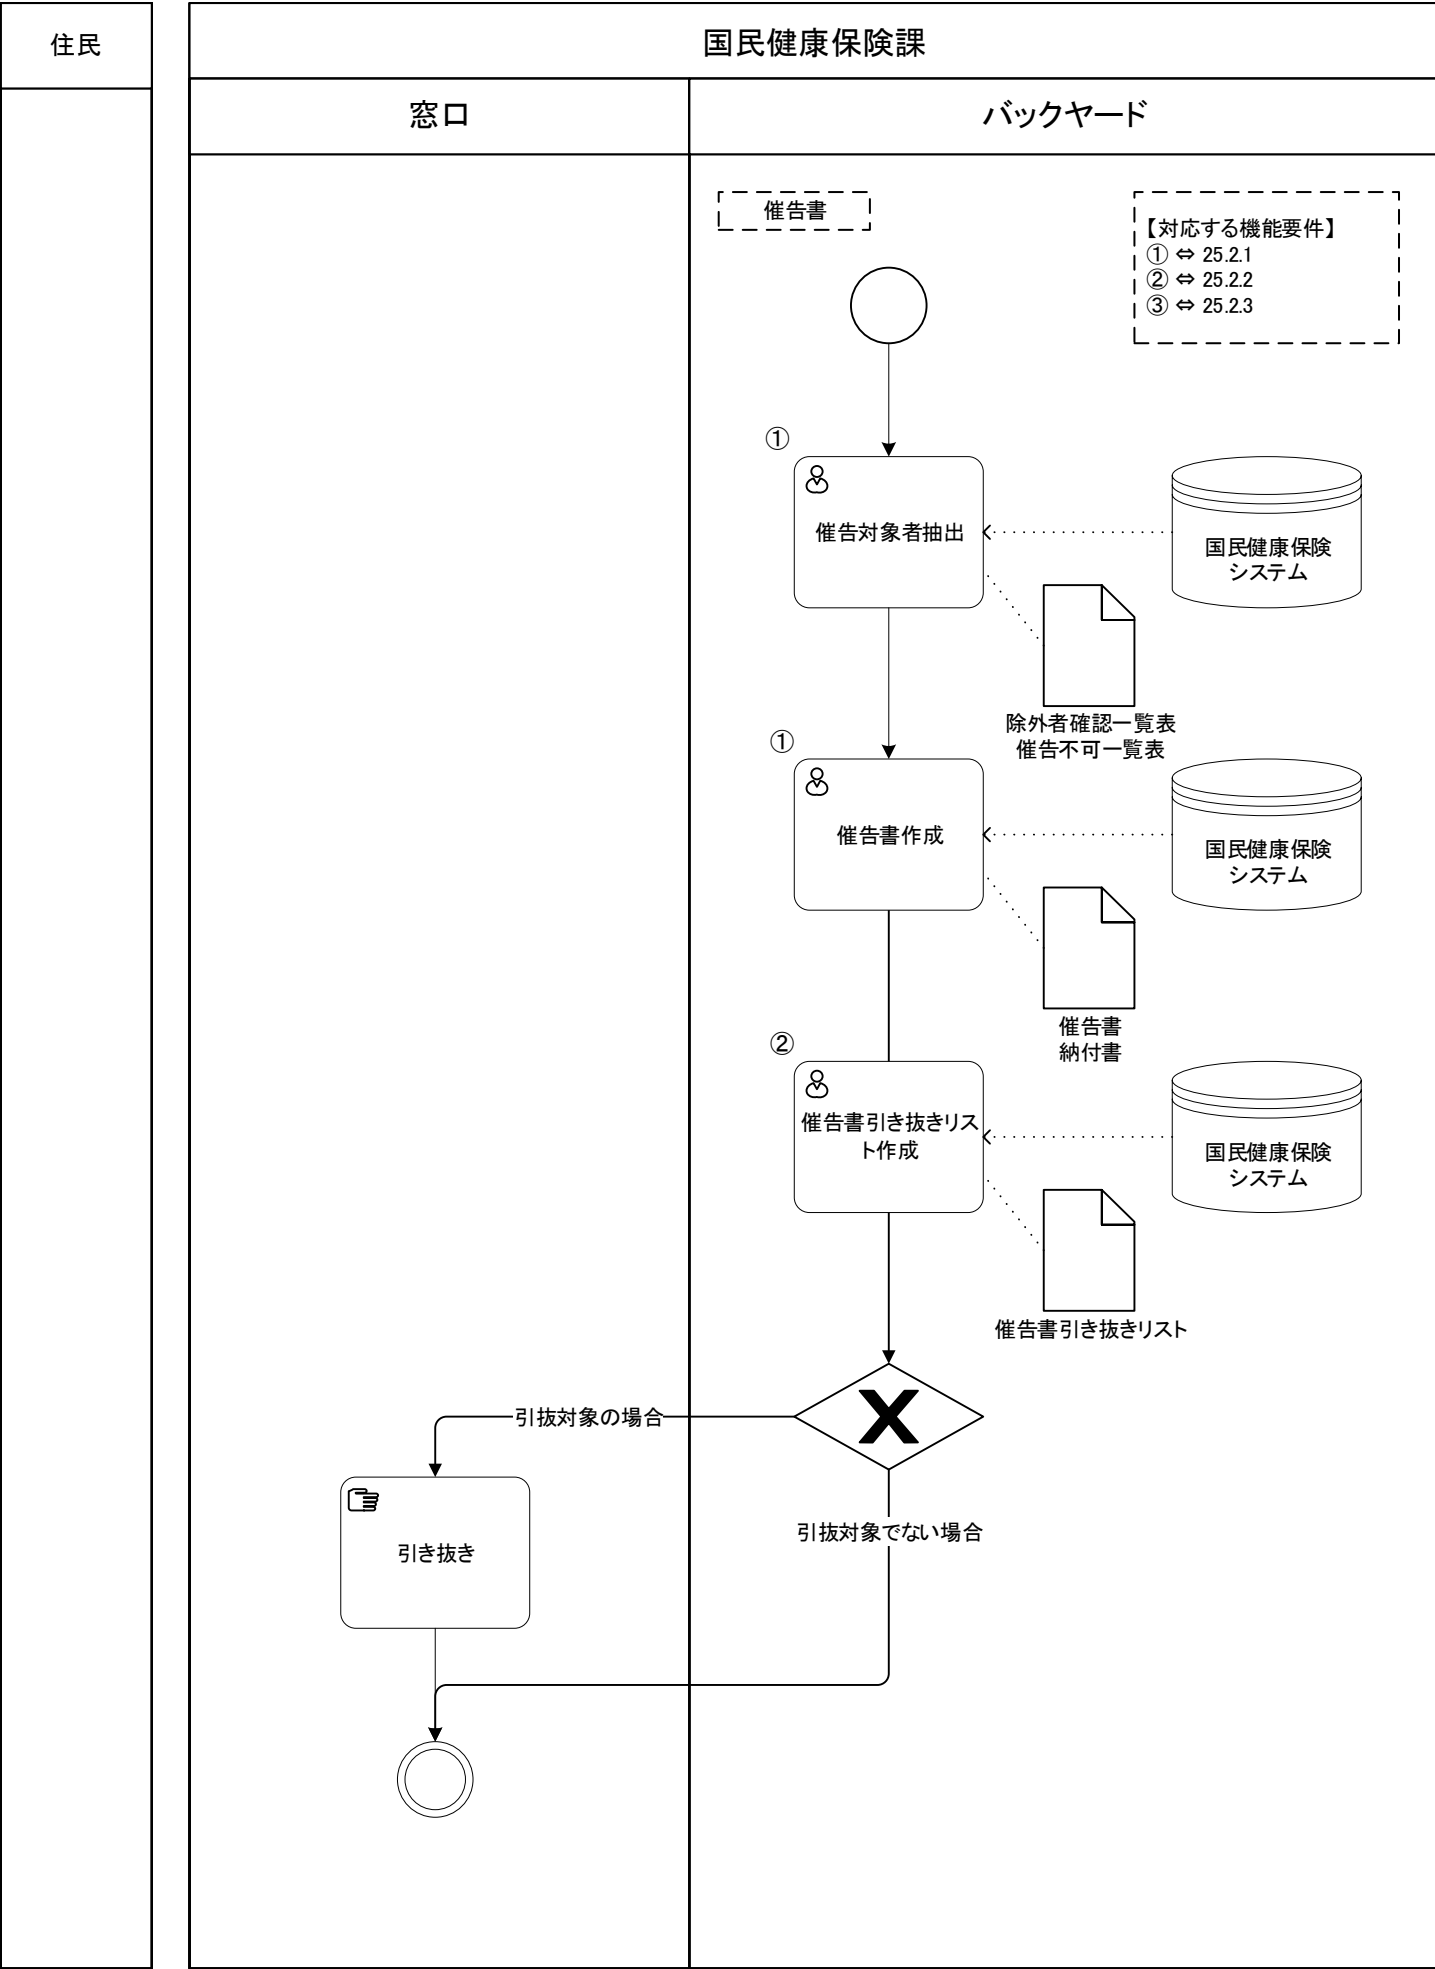 住民
国民健康保険課
窓口
バックヤード
催告書
【対応する機能要件】
① ⇔ 25.2.1
② ⇔ 25.2.2
③ ⇔ 25.2.3
①
催告対象者抽出
国民健康保険
システム
除外者確認一覧表
催告不可一覧表
①
催告書作成
国民健康保険
システム
催告書
納付書
②
催告書引き抜きリス
ト作成
国民健康保険
システム
催告書引き抜きリスト
引抜対象の場合
引抜対象でない場合
引き抜き